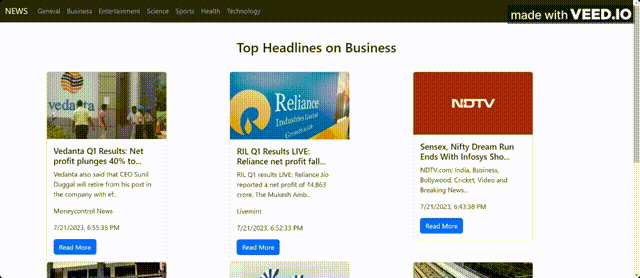 NEWS General Business Entertainment Science Sports Health Technology
made with VEED.IO
Top Headlines on Business
vedanta
Reliance
Industries Limited
Growth is Life
NDTV
Vedanta Q1 Results: Net
profit plunges 40% to...
Vedanta also said that CEO Sunil
Duggal will retire from his post in
the company with ef...
Moneycontrol News
7/21/2023, 6:55:35 PM
Read More
RIL Q1 Results LIVE:
Reliance net profit fall...
RIL Q1 results LIVE: Reliance Jio
reported a net profit of ₹4,863
crore. The Mukesh Amb...
Livemint
7/21/2023, 6:52:33 PM
Read More
Sensex, Nifty Dream Run
Ends With Infosys Sho...
NDTV.com: India, Business,
Bollywood, Cricket, Video and
Breaking News...
7/21/2023, 6:43:38 PM
Read More